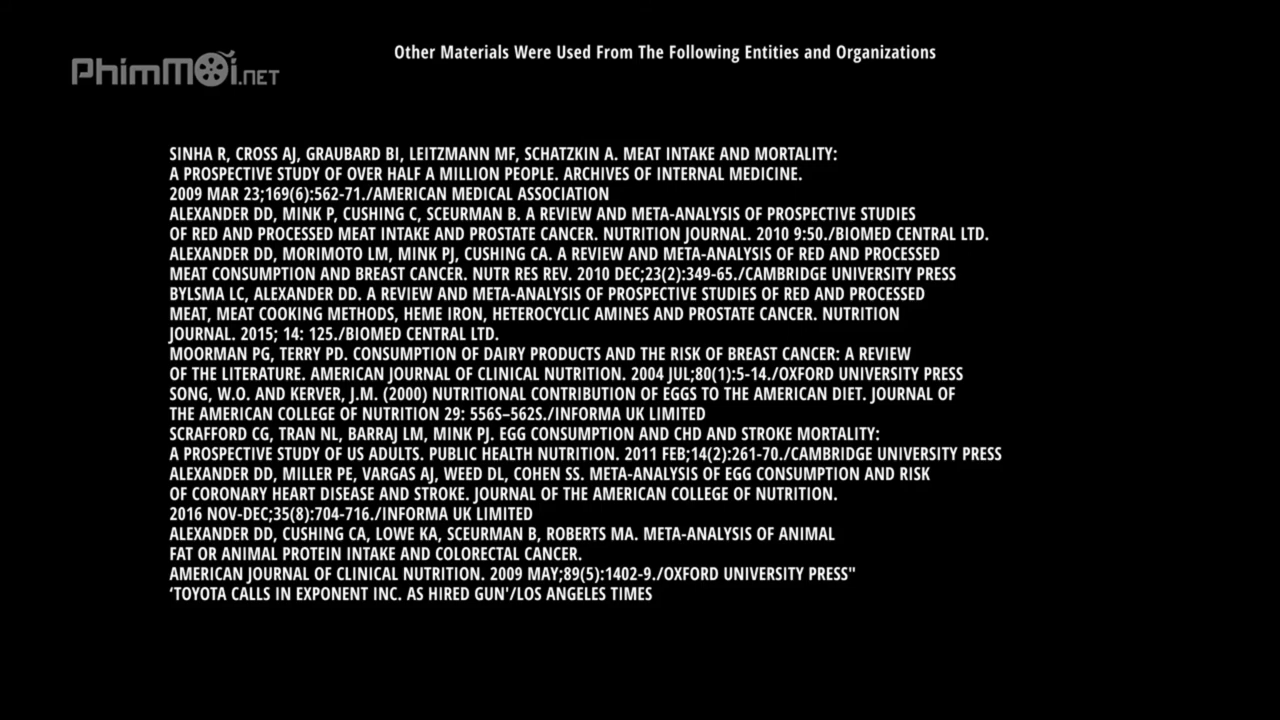 PhimMoi.NET
Other Materials Were Used From The Following Entities and Organizations
SINHA R, CROSS AJ, GRAUBARD BI, LEITZMANN MF, SCHATZKIN A. MEAT INTAKE AND MORTALITY:
A PROSPECTIVE STUDY OF OVER HALF A MILLION PEOPLE. ARCHIVES OF INTERNAL MEDICINE.
2009 MAR 23;169(6):562-71./AMERICAN MEDICAL ASSOCIATION
ALEXANDER DD, MINK P, CUSHING C, SCEURMAN B. A REVIEW AND META-ANALYSIS OF PROSPECTIVE STUDIES
OF RED AND PROCESSED MEAT INTAKE AND PROSTATE CANCER. NUTRITION JOURNAL. 2010 9:50./BIOMED CENTRAL LTD.
ALEXANDER DD, MORIMOTO LM, MINK PJ, CUSHING CA. A REVIEW AND META-ANALYSIS OF RED AND PROCESSED
MEAT CONSUMPTION AND BREAST CANCER. NUTR RES REV. 2010 DEC;23(2):349-65./CAMBRIDGE UNIVERSITY PRESS
BYLSMA LC, ALEXANDER DD. A REVIEW AND META-ANALYSIS OF PROSPECTIVE STUDIES OF RED AND PROCESSED
MEAT, MEAT COOKING METHODS, HEME IRON, HETEROCYCLIC AMINES AND PROSTATE CANCER. NUTRITION
JOURNAL. 2015; 14: 125./BIOMED CENTRAL LTD.
MOORMAN PG, TERRY PD. CONSUMPTION OF DAIRY PRODUCTS AND THE RISK OF BREAST CANCER: A REVIEW
OF THE LITERATURE. AMERICAN JOURNAL OF CLINICAL NUTRITION. 2004 JUL;80(1):5-14./OXFORD UNIVERSITY PRESS
SONG, W.O. AND KERVER, J.M. (2000) NUTRITIONAL CONTRIBUTION OF EGGS TO THE AMERICAN DIET. JOURNAL OF
THE AMERICAN COLLEGE OF NUTRITION 29: 556S–562S./INFORMA UK LIMITED
SCRAFFORD CG, TRAN NL, BARRAJ LM, MINK PJ. EGG CONSUMPTION AND CHD AND STROKE MORTALITY:
A PROSPECTIVE STUDY OF US ADULTS. PUBLIC HEALTH NUTRITION. 2011 FEB;14(2):261-70./CAMBRIDGE UNIVERSITY PRESS
ALEXANDER DD, MILLER PE, VARGAS AJ, WEED DL, COHEN SS. META-ANALYSIS OF EGG CONSUMPTION AND RISK
OF CORONARY HEART DISEASE AND STROKE. JOURNAL OF THE AMERICAN COLLEGE OF NUTRITION.
2016 NOV-DEC;35(8):704-716./INFORMA UK LIMITED
ALEXANDER DD, CUSHING CA, LOWE KA, SCEURMAN B, ROBERTS MA. META-ANALYSIS OF ANIMAL
FAT OR ANIMAL PROTEIN INTAKE AND COLORECTAL CANCER.
AMERICAN JOURNAL OF CLINICAL NUTRITION. 2009 MAY;89(5):1402-9./OXFORD UNIVERSITY PRESS"
‘TOYOTA CALLS IN EXPONENT INC. AS HIRED GUN'/LOS ANGELES TIMES